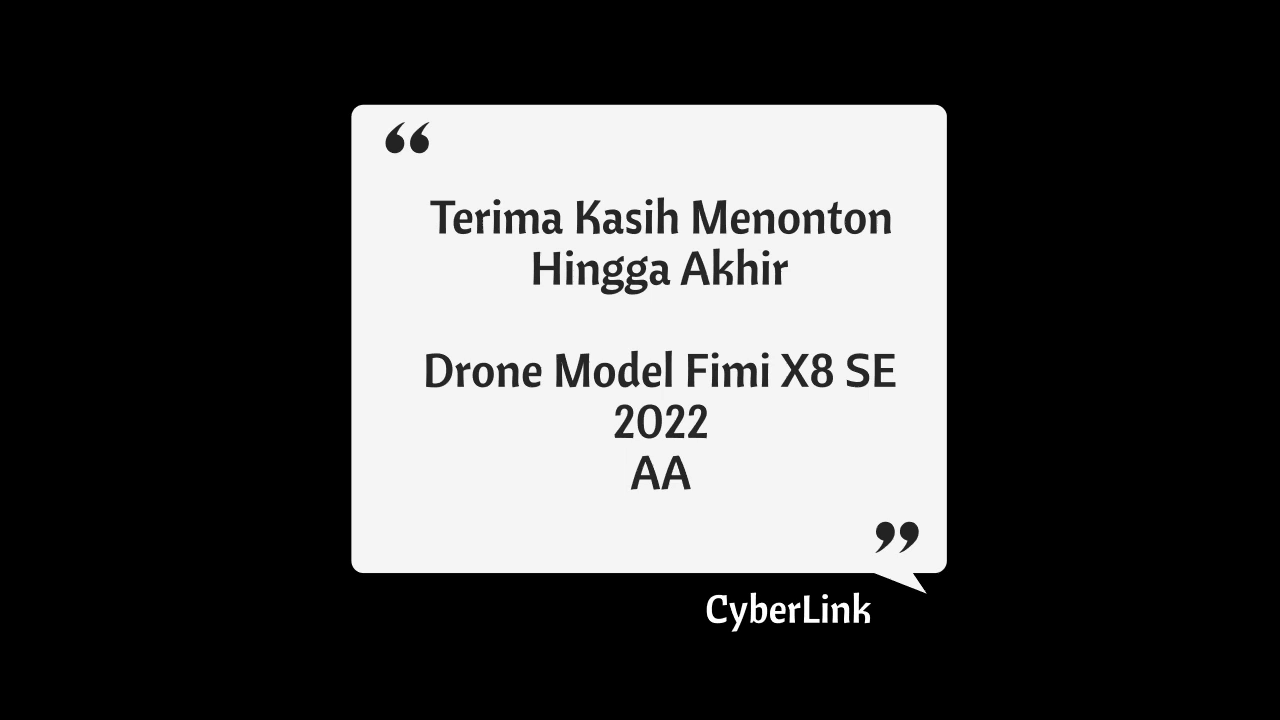 “
Terima Kasih Menonton
Hingga Akhir
Drone Model Fimi X8 SE
2022
AA
”
CyberLink